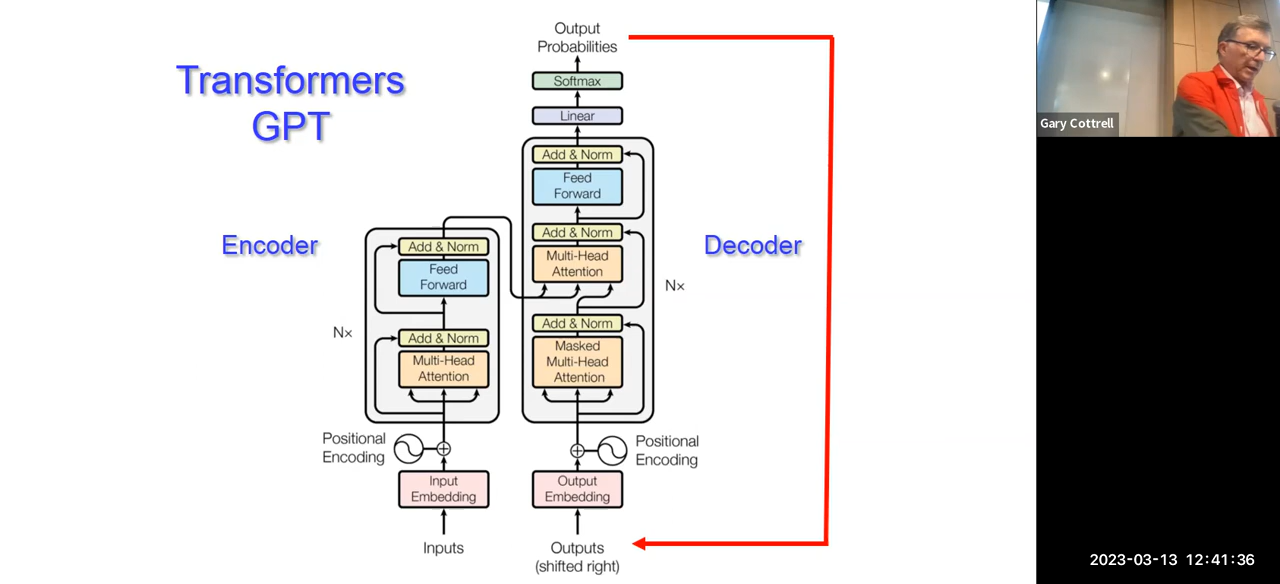 Transformers
GPT
Output
Probabilities
Softmax
Linear
Add & Norm
Feed
Forward
Add & Norm
Multi-Head
Attention
Add & Norm
Masked
Multi-Head
Attention
Nx
Decoder
Encoder
Add & Norm
Feed
Forward
Add & Norm
Multi-Head
Attention
N×
Positional
Encoding
Positional
Encoding
Input
Embedding
Output
Embedding
Inputs
Outputs
(shifted right)
Gary Cottrell
2023-03-13 12:41:36